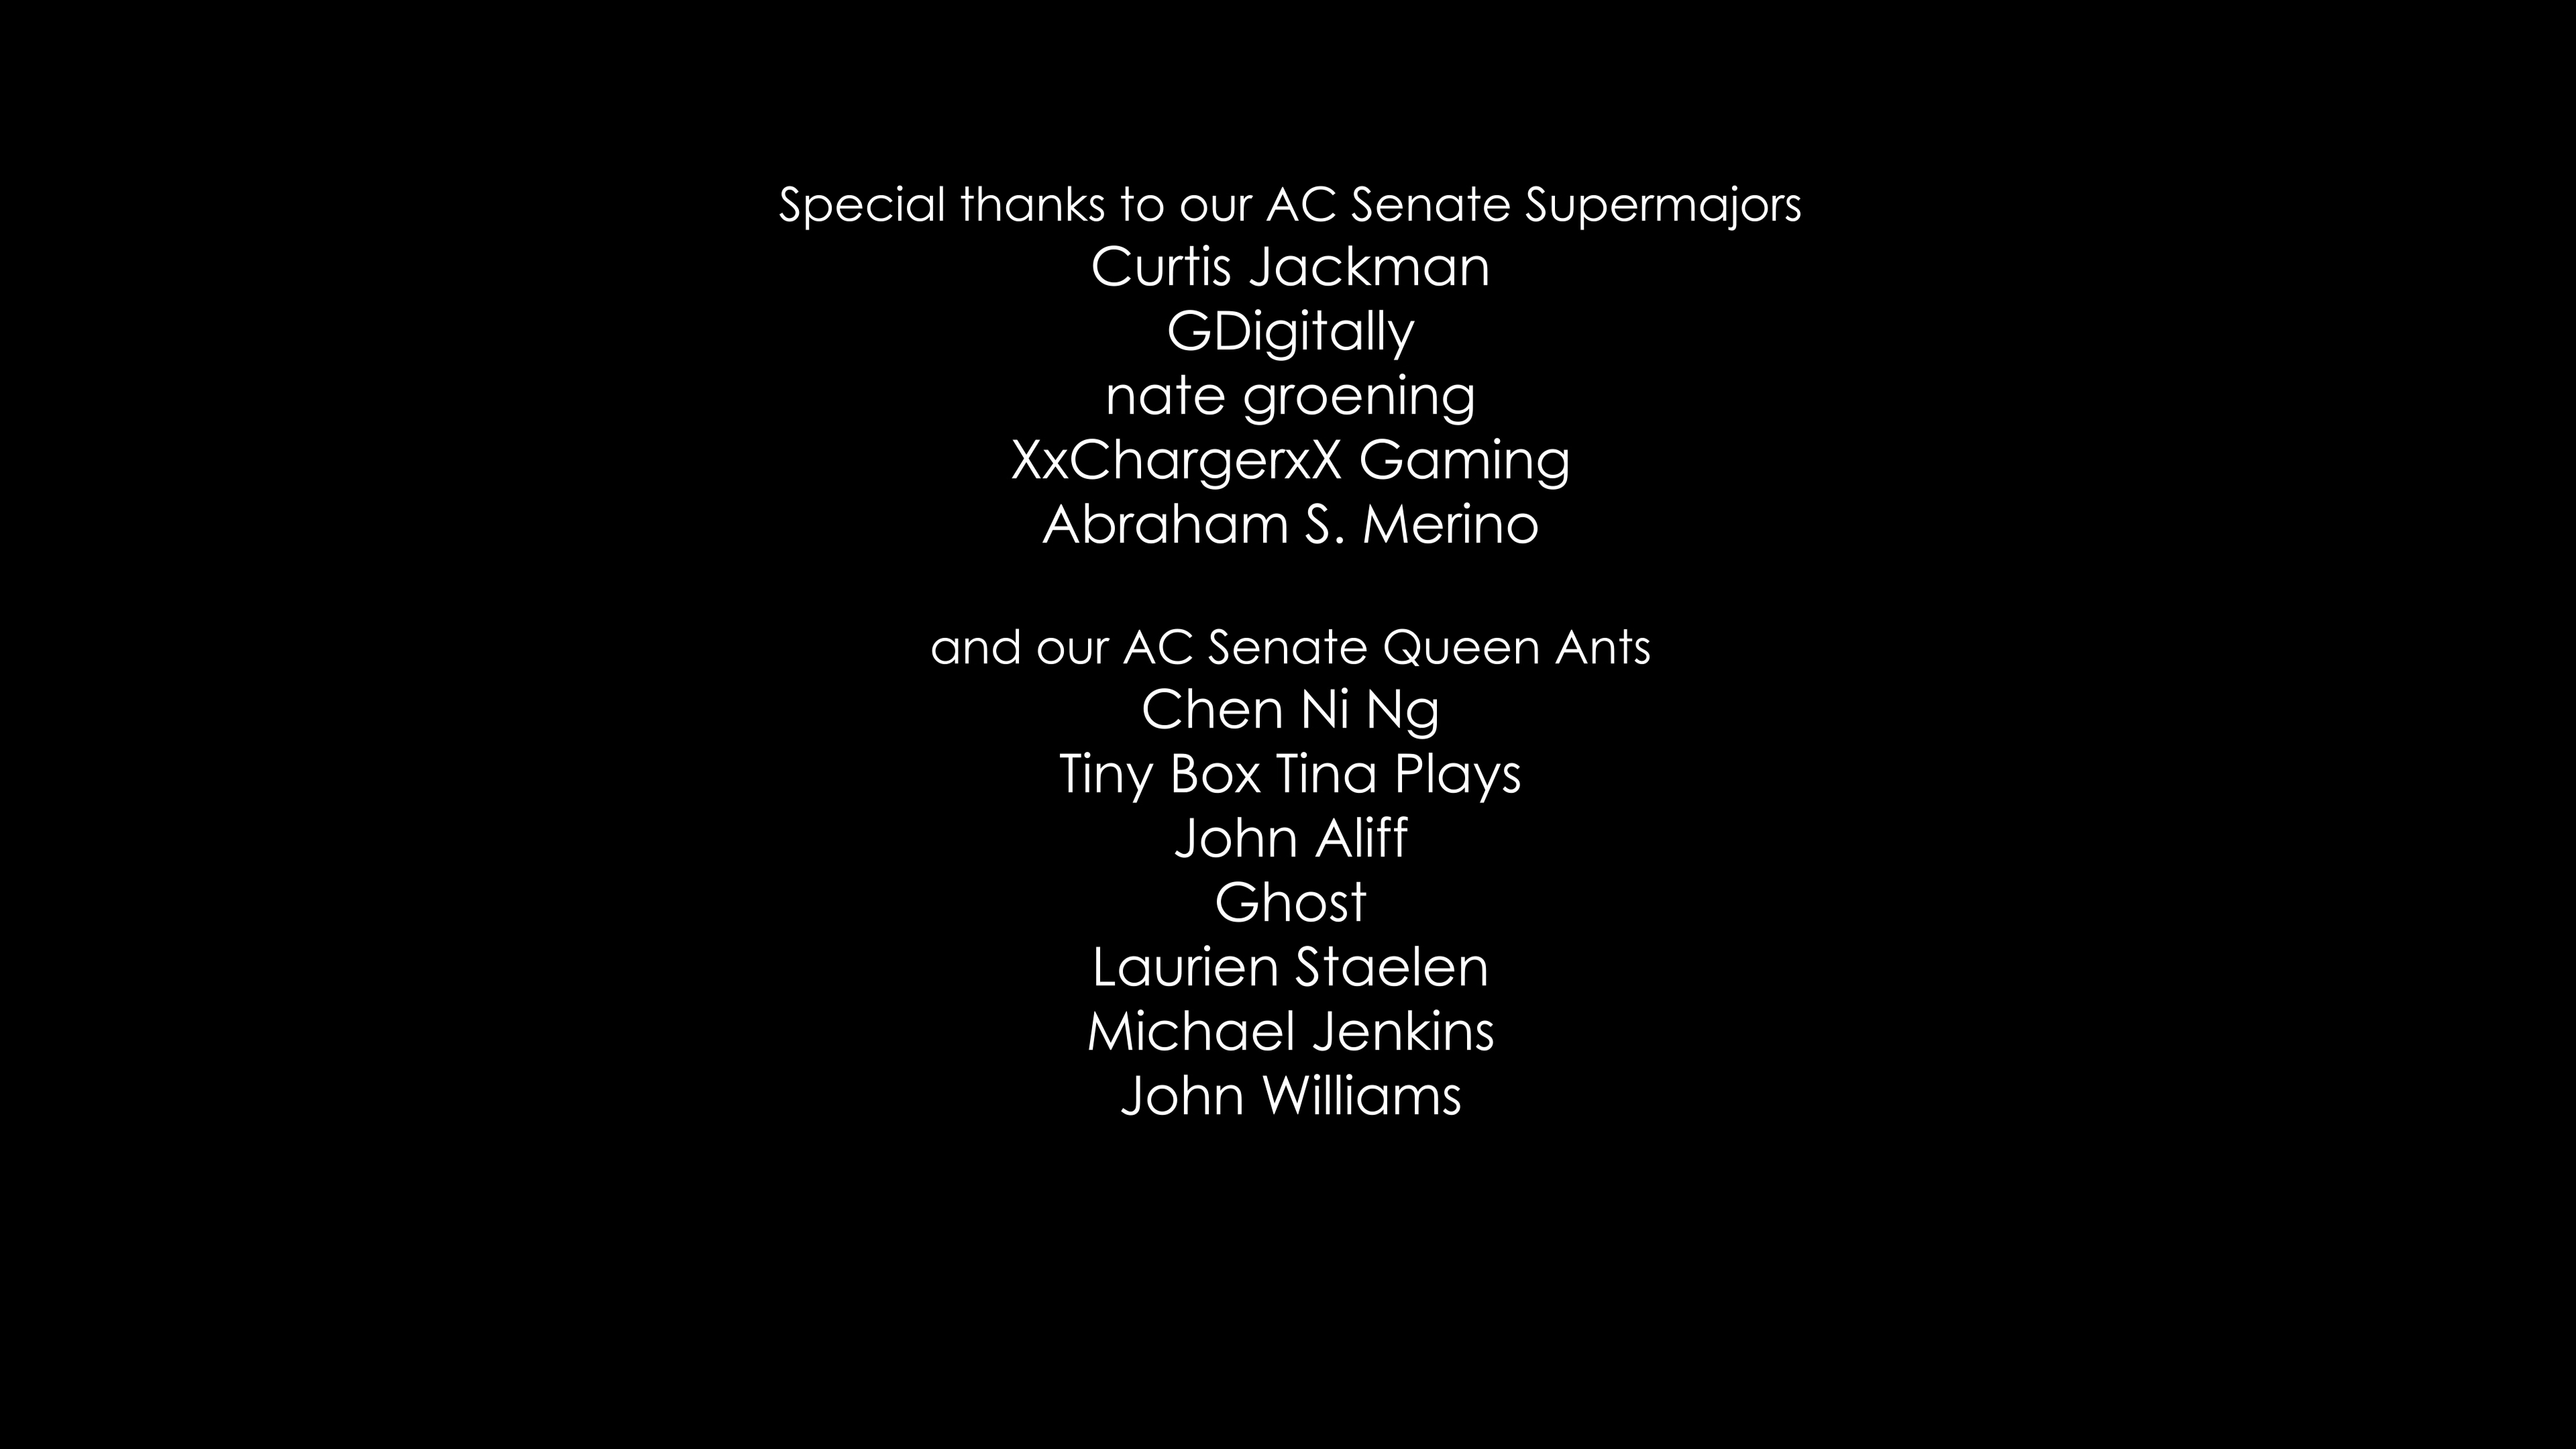 Special thanks to our AC Senate Supermajors
Curtis Jackman
GDigitally
nate groening
XxChargerxX Gaming
Abraham S. Merino
and our AC Senate Queen Ants
Chen Ni Ng
Tiny Box Tina Plays
John Aliff
Ghost
Laurien Staelen
Michael Jenkins
John Williams